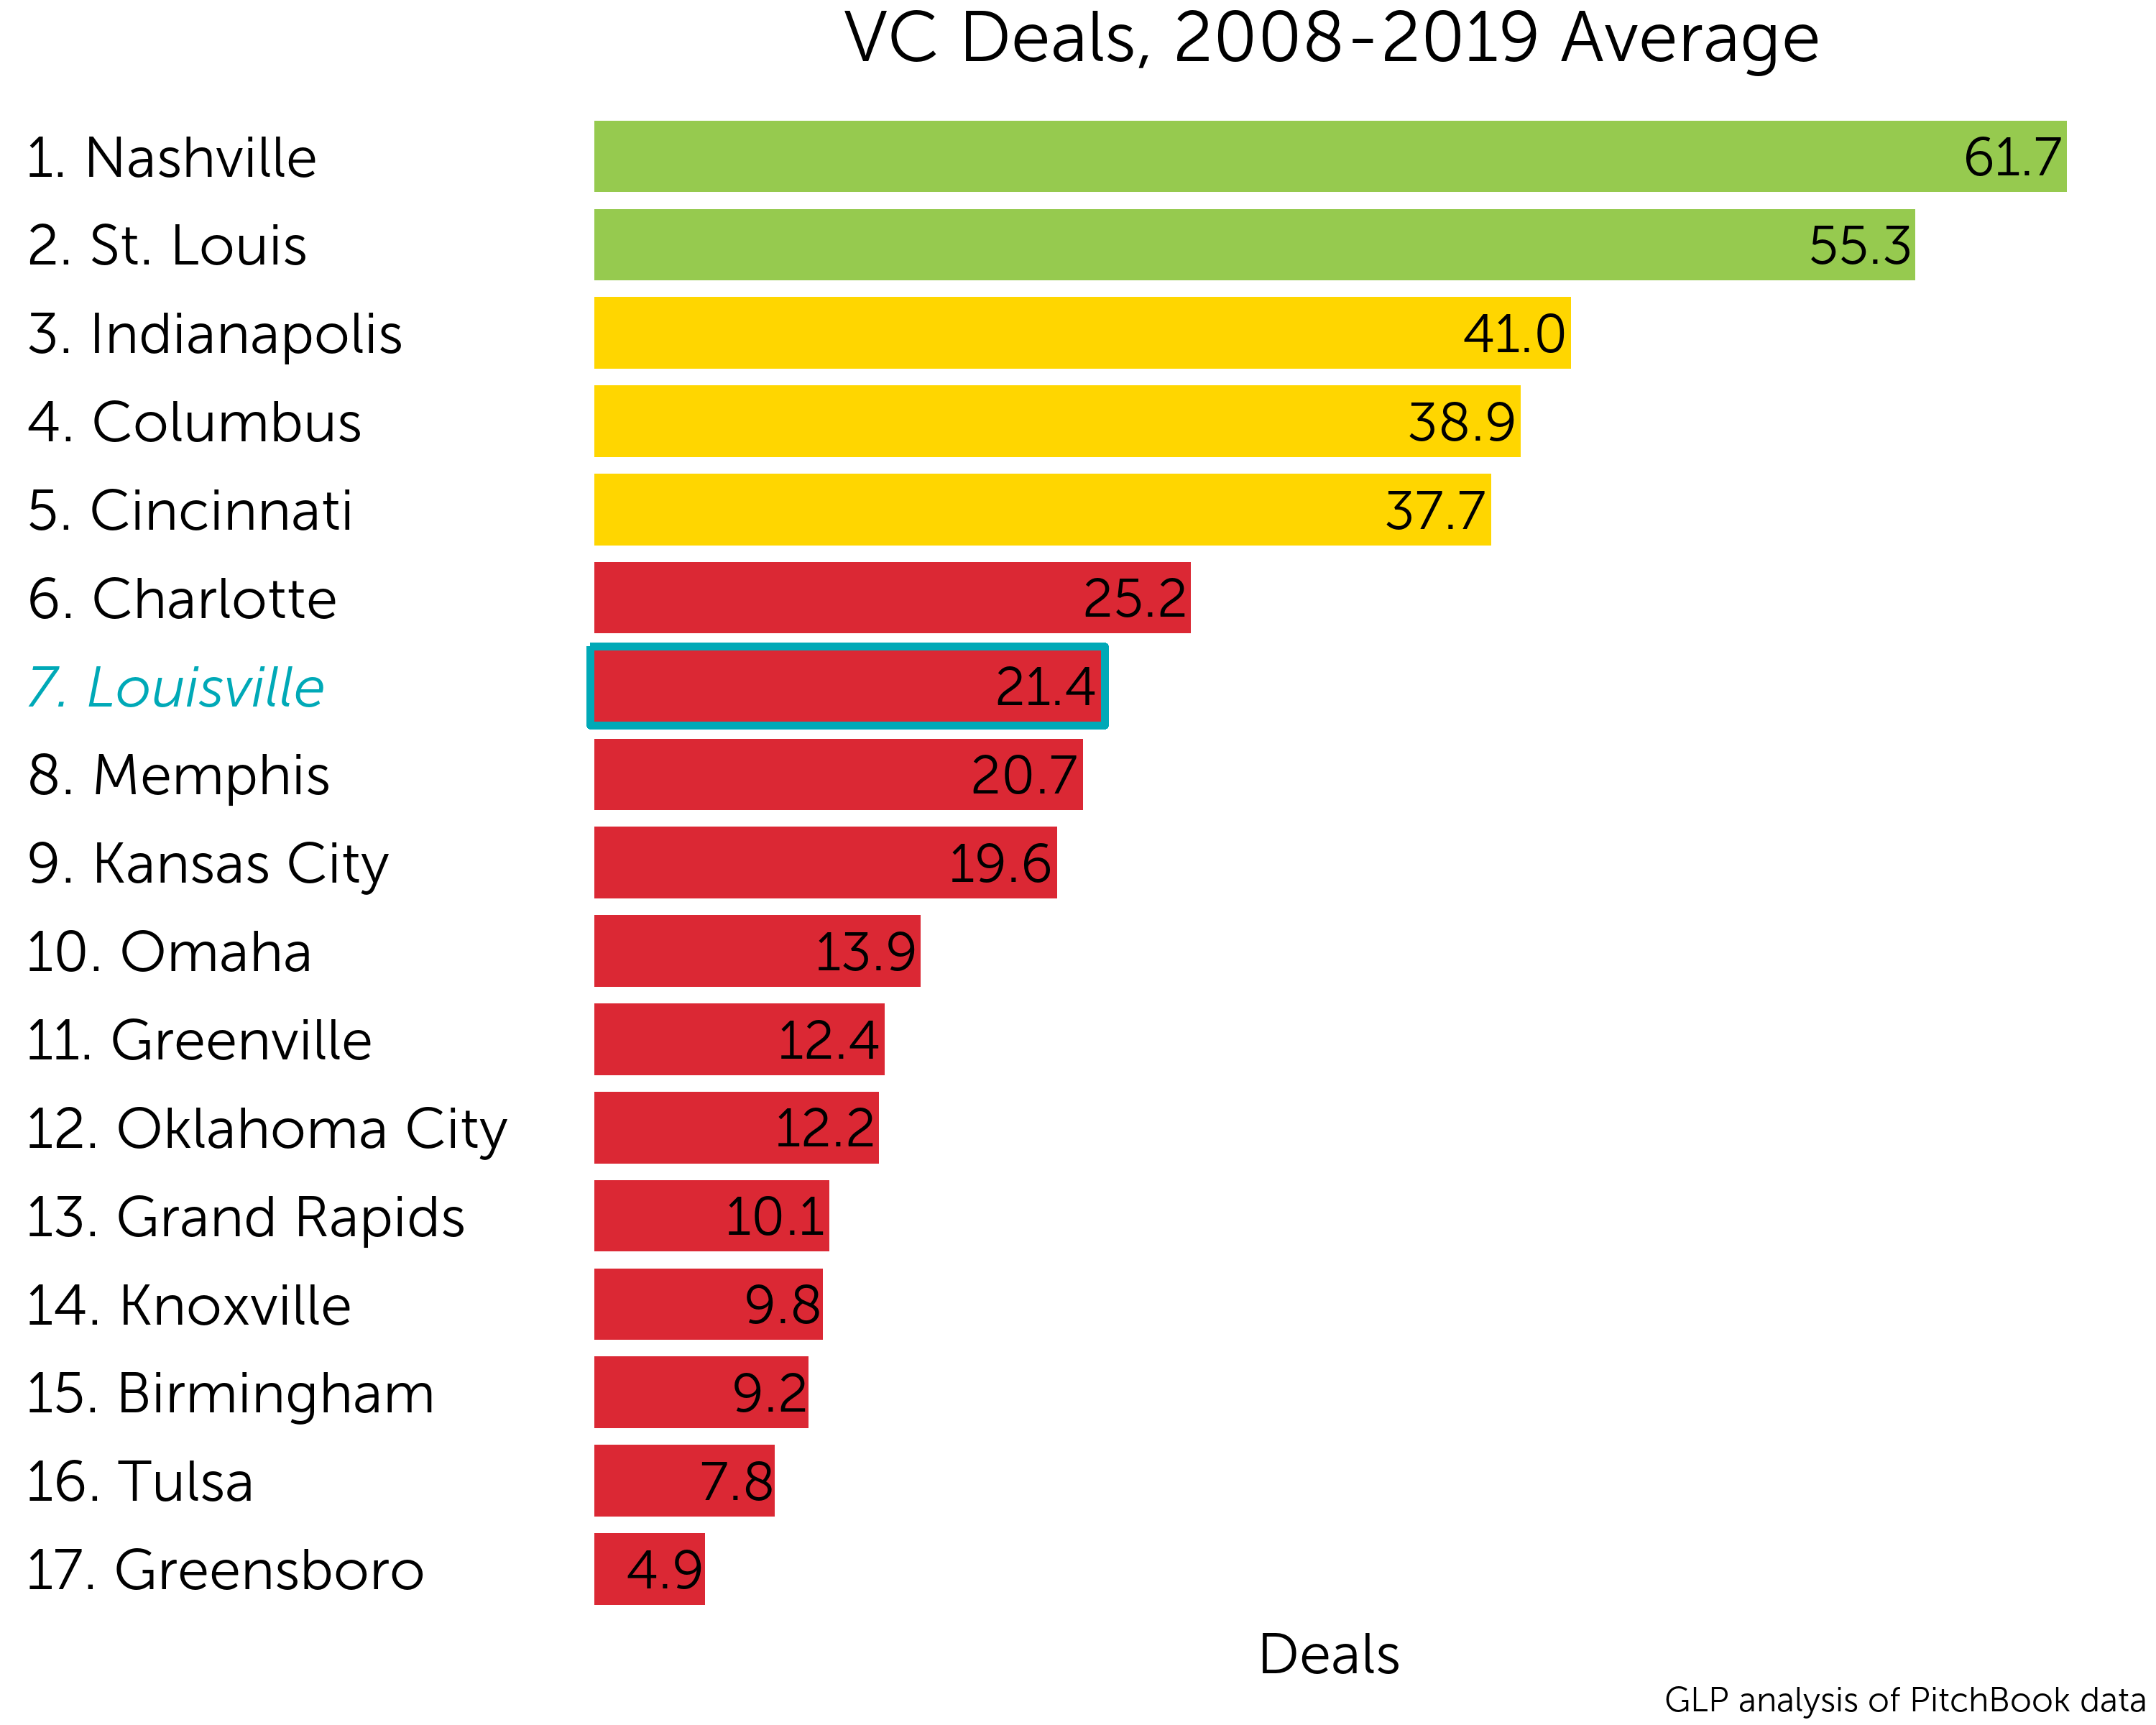 VC Deals, 2008-2019 Average
1. Nashville 61.7
2. St. Louis 55.3
3. Indianapolis 41.0
4. Columbus 38.9
5. Cincinnati 37.7
6. Charlotte 25.2
7. Louisville 21.4
8. Memphis 20.7
9. Kansas City 19.6
10. Omaha 13.9
11. Greenville 12.4
12. Oklahoma City 12.2
13. Grand Rapids 10.1
14. Knoxville 9.8
15. Birmingham 9.2
16. Tulsa 7.8
17. Greensboro 4.9
Deals
GLP analysis of PitchBook data